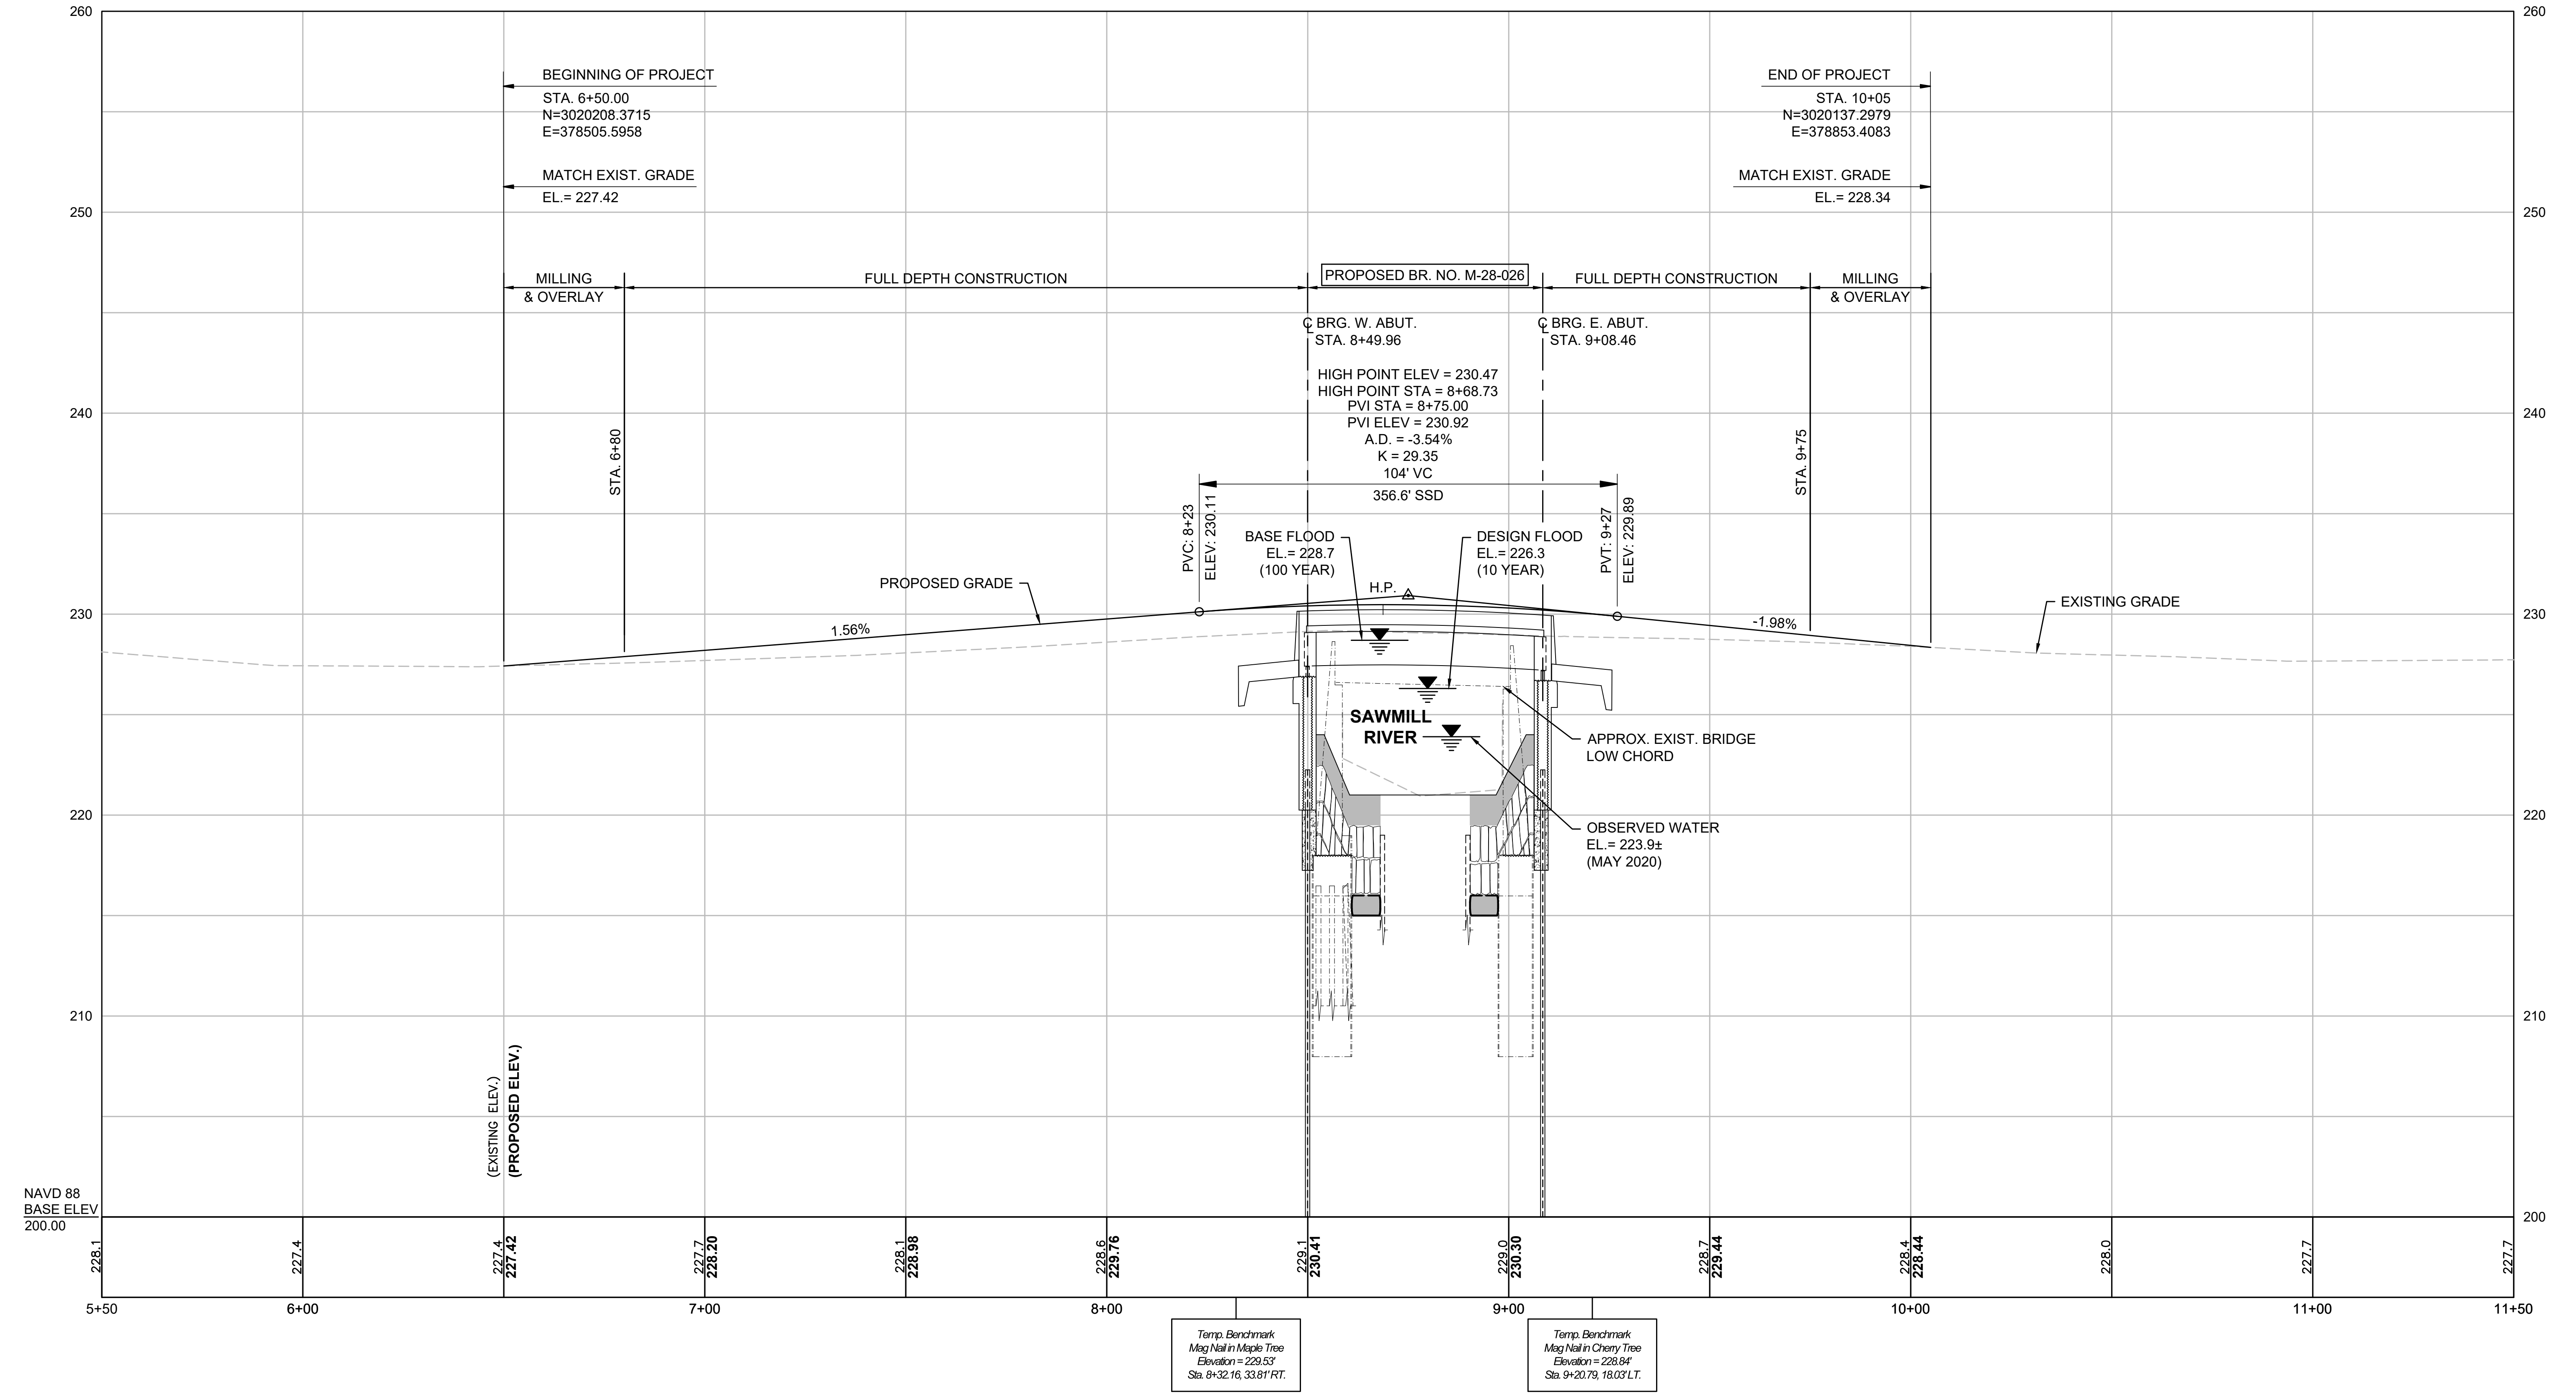 260
260
BEGINNING OF PROJECT
STA. 6+50.00
N=3020208.3715
E=378505.5958
MATCH EXIST. GRADE
EL.= 227.42
END OF PROJECT
STA. 10+05
N=3020137.2979
E=378853.4083
MATCH EXIST. GRADE
EL.= 228.34
250
250
MILLING
& OVERLAY
FULL DEPTH CONSTRUCTION
PROPOSED BR. NO. M-28-026
FULL DEPTH CONSTRUCTION
MILLING
& OVERLAY
℄ BRG. W. ABUT.
STA. 8+49.96
℄ BRG. E. ABUT.
STA. 9+08.46
HIGH POINT ELEV = 230.47
HIGH POINT STA = 8+68.73
PVI STA = 8+75.00
PVI ELEV = 230.92
A.D. = -3.54%
K = 29.35
104' VC
356.6' SSD
240
240
STA. 6+80
STA. 9+75
PVC: 8+23
ELEV: 230.11
PVT: 9+27
ELEV: 229.89
BASE FLOOD
EL.= 228.7
(100 YEAR)
DESIGN FLOOD
EL.= 226.3
(10 YEAR)
PROPOSED GRADE
H.P.
EXISTING GRADE
230
230
1.56%
-1.98%
SAWMILL
RIVER
APPROX. EXIST. BRIDGE
LOW CHORD
220
220
OBSERVED WATER
EL.= 223.9±
(MAY 2020)
210
210
(EXISTING ELEV.)
(PROPOSED ELEV.)
NAVD 88
BASE ELEV
200.00
200
228.1
227.4
227.4
227.42
227.7
228.20
228.1
228.98
228.6
229.76
229.1
230.41
229.0
230.30
228.7
229.44
228.4
228.44
228.0
227.7
227.7
5+50
6+00
7+00
8+00
9+00
10+00
11+00
11+50
Temp. Benchmark
Mag Nail in Maple Tree
Elevation = 229.53'
Sta. 8+32.16, 33.81' RT.
Temp. Benchmark
Mag Nail in Cherry Tree
Elevation = 228.84'
Sta. 9+20.79, 18.03' LT.